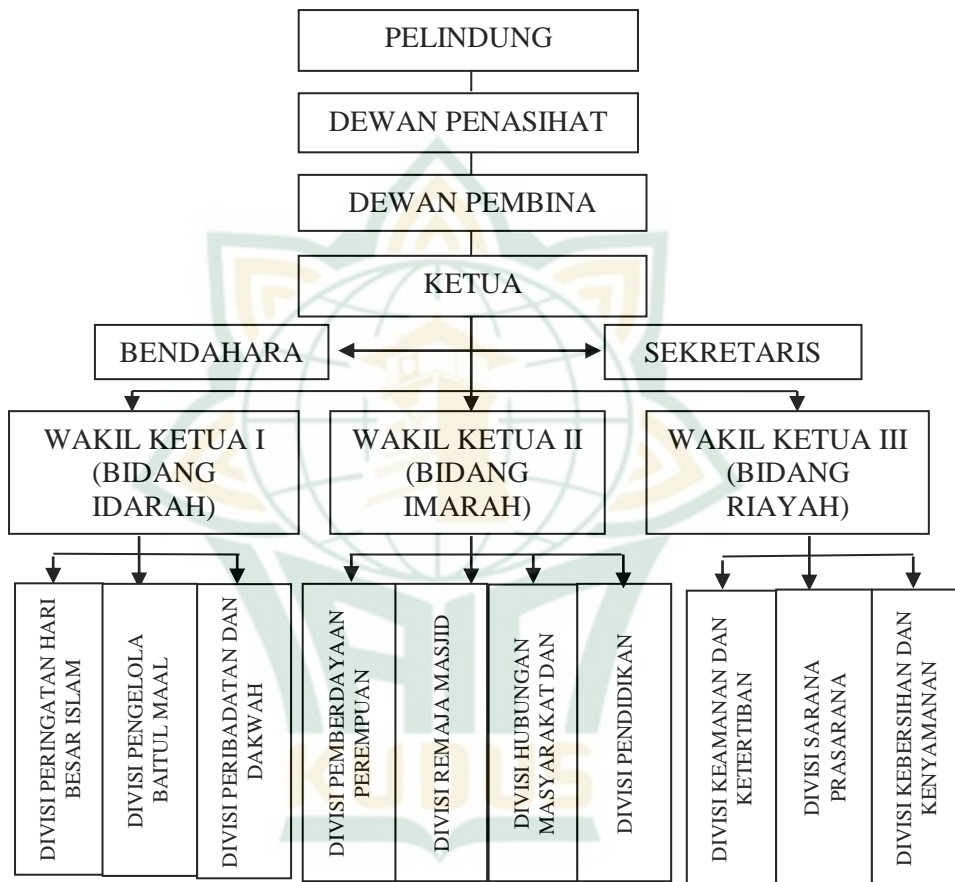 PELINDUNG
DEWAN PENASIHAT
DEWAN PEMBINA
KETUA
BENDAHARA
SEKRETARIS
WAKIL KETUA I
(BIDANG
IDARAH)
WAKIL KETUA II
(BIDANG
IMARAH)
WAKIL KETUA III
(BIDANG
RIAYAH)
DIVISI PERINGATAN HARI
BESAR ISLAM
DIVISI PENGELOLA
BAITUL MAAL
DIVISI PERIBADATAN DAN
DAKWAH
DIVISI PEMBERDAYAAN
PEREMPUAN
DIVISI REMAJA MASJID
DIVISI HUBUNGAN
MASYARAKAT DAN
DIVISI PENDIDIKAN
DIVISI KEAMANAN DAN
KETERTIBAN
DIVISI SARANA
PRASARANA
DIVISI KEBERSIHAN DAN
KENYAMANAN
KUDUS